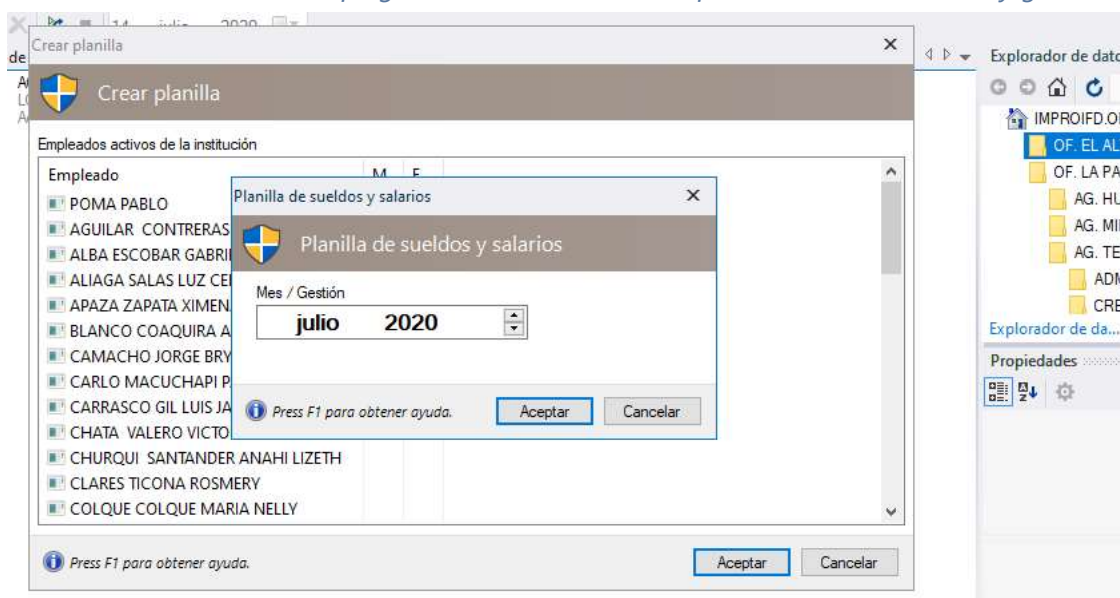 14 julio 2020
Crear planilla
Crear planilla
Empleados activos de la institución
Empleado M F
POMA PABLO
AGUILAR CONTRERAS
ALBA ESCOBAR GABRI
ALIAGA SALAS LUZ CE
APAZA ZAPATA XIMEN
BLANCO COAQUIRA A
CAMACHO JORGE BRY
CARLO MACUCHAPI P
CARRASCO GIL LUIS JA
CHATA VALERO VICTO
CHURQUI SANTANDER ANAHI LIZETH
CLARES TICONA ROSMERY
COLQUE COLQUE MARIA NELLY
Press F1 para obtener ayuda.
Aceptar Cancelar
Planilla de sueldos y salarios
Planilla de sueldos y salarios
Mes / Gestión
julio 2020
Press F1 para obtener ayuda.
Aceptar Cancelar
Explorador de dato
IMPROIFD.O
OF. EL AL
OF. LA PA
AG. HU
AG. MI
AG. TE
ADM
CRE
Explorador de da...
Propiedades